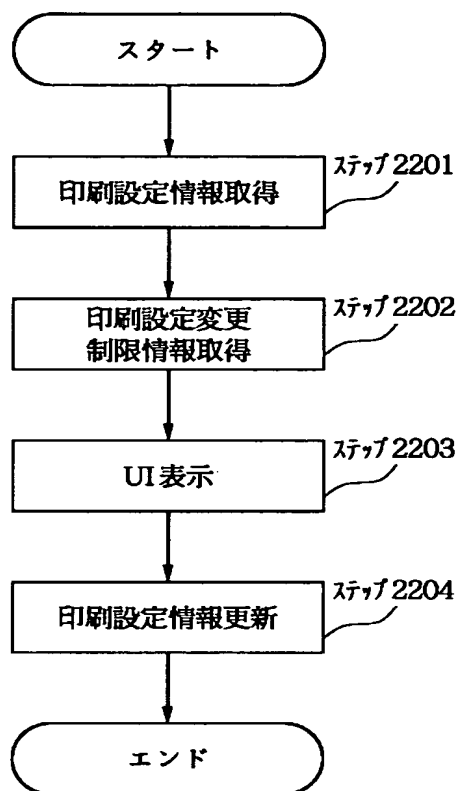 スタート
ステップ2201
印刷設定情報取得
ステップ2202
印刷設定変更
制限情報取得
ステップ2203
UI表示
ステップ2204
印刷設定情報更新
エンド